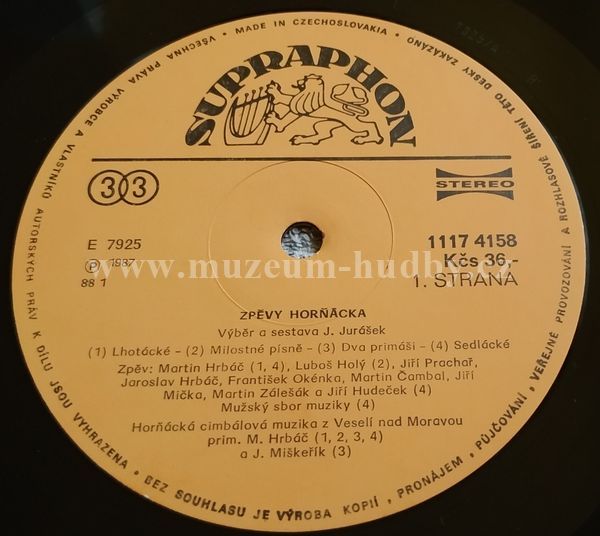 MADE IN CZECHOSLOVAKIA - VŠECHNA PRÁVA VÝROBCE A VLASTNÍKŮ AUTORSKÝCH PRÁV K DÍLU JSOU VYHRAZENA - BEZ SOUHLASU JE VÝROBA KOPIÍ, PRONÁJEM, PŮJČOVÁNÍ, VEŘEJNÉ PROVOZOVÁNÍ A ROZHLASOVÉ ŠÍŘENÍ TÉTO DESKY ZAKÁZÁNO -
SUPRAPHON
33
STEREO
E 7925
1117 4158
℗ 1987
Kčs 36,-
88 1
1. STRANA
www.muzeum-hudby.cz
ZPĚVY HORŇÁCKA
Výběr a sestava J. Jurášek
(1) Lhotácké - (2) Milostné písně - (3) Dva primáši - (4) Sedlácké
Zpěv: Martin Hrbáč (1, 4), Luboš Holý (2), Jiří Prachař,
Jaroslav Hrbáč, František Okénka, Martin Čambal, Jiří
Mička, Martin Zálešák a Jiří Hudeček (4)
Mužský sbor muziky (4)
Horňácká cimbálová muzika z Veselí nad Moravou
prim. M. Hrbáč (1, 2, 3, 4)
a J. Miškeřík (3)